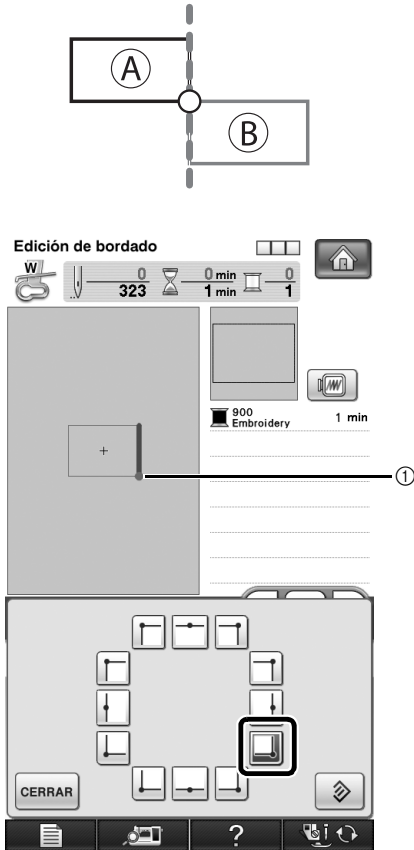 A
B
Edición de bordado
W
0 0 min 0
323 1 min 1
900
Embroidery 1 min
①
CERRAR
?